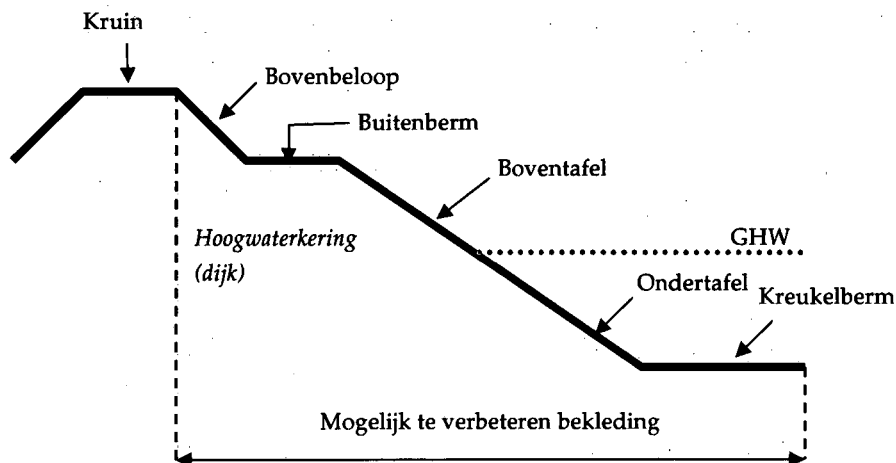 Kruin
Bovenbeloop
Buitenberm
Boventafel
Hoogwaterkering
(dijk)
GHW
Ondertafel
Kreukelberm
Mogelijk te verbeteren bekleding